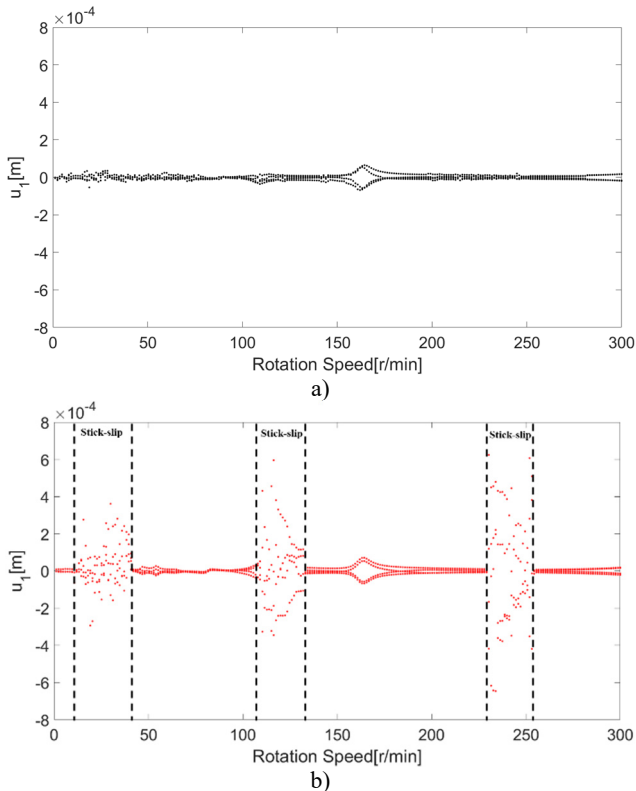 ×10⁻⁴
8
6
4
2
0
-2
-4
-6
-8
u₁[m]
0 50 100 150 200 250 300
Rotation Speed[r/min]
a)
×10⁻⁴
Stick-slip Stick-slip Stick-slip
8
6
4
2
0
-2
-4
-6
-8
u₁[m]
0 50 100 150 200 250 300
Rotation Speed[r/min]
b)